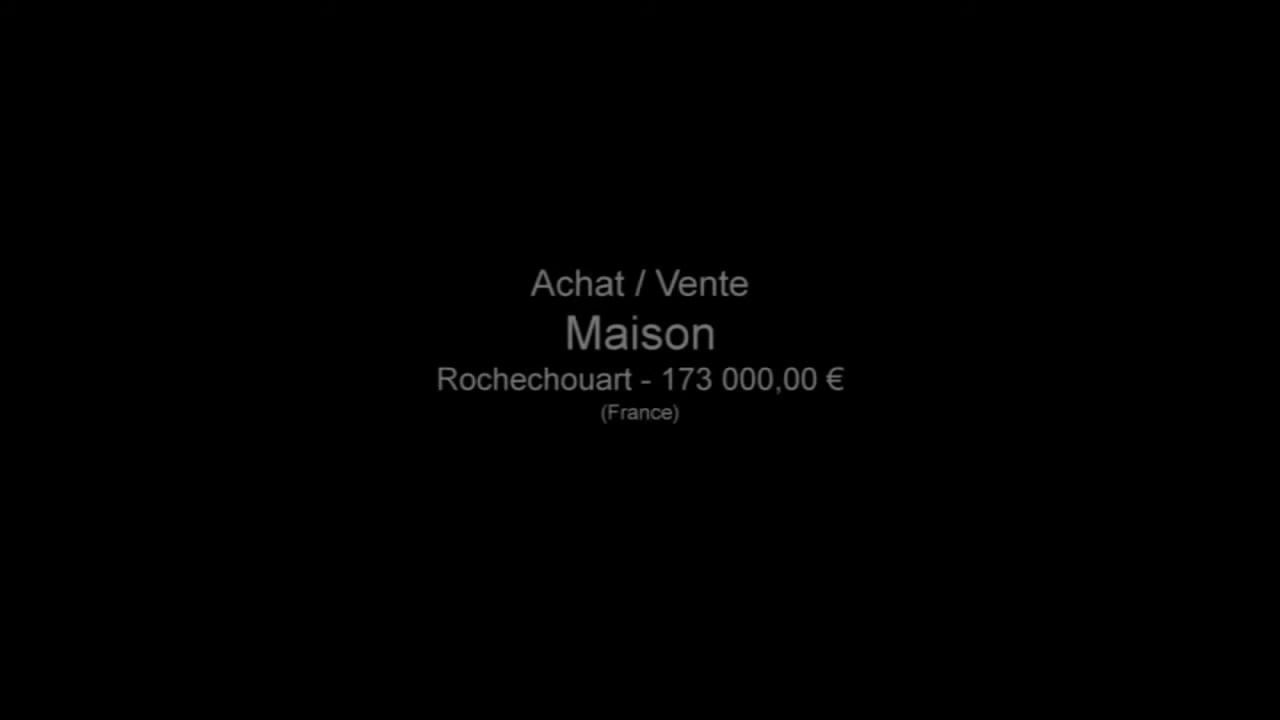 Achat / Vente
Maison
Rochechouart - 173 000,00 €
(France)